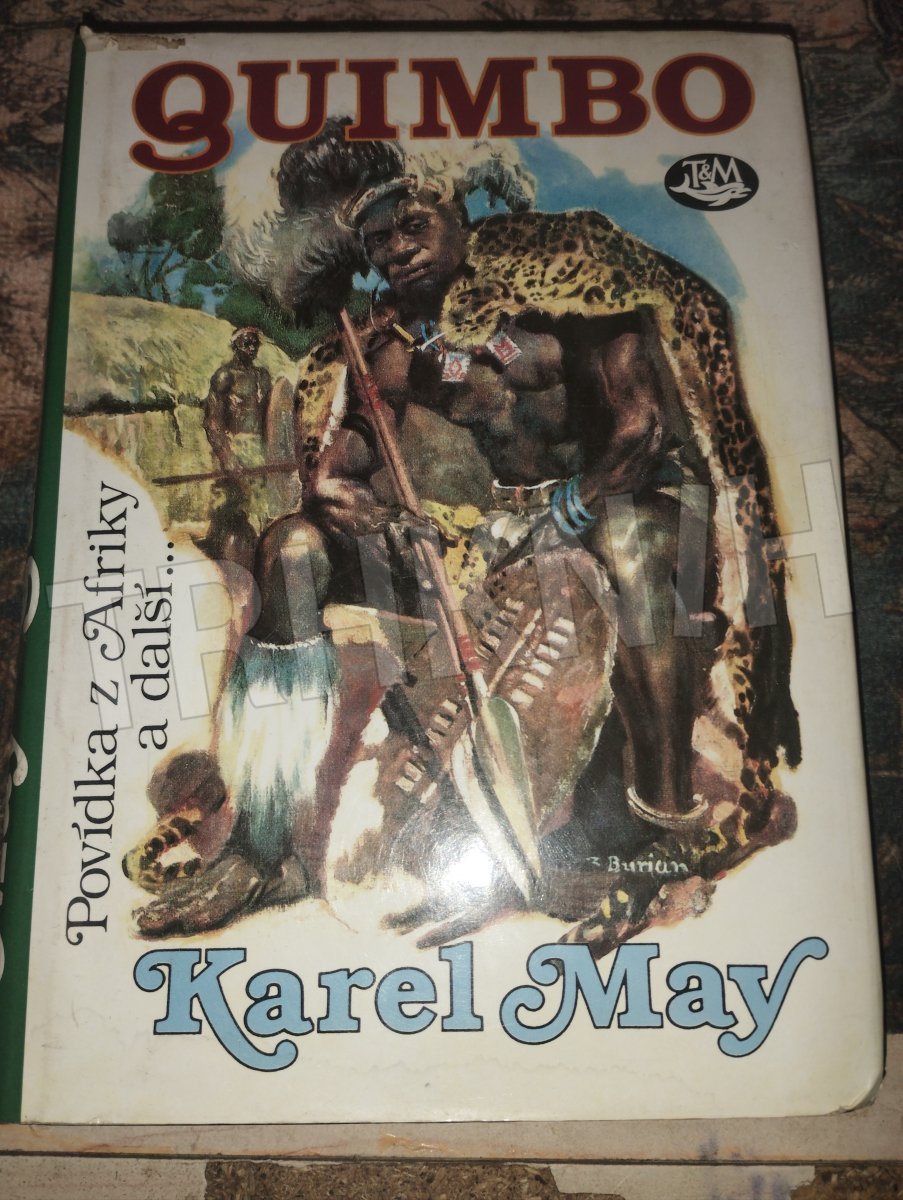 QUIMBO
T&M
Povídka z Afriky
a další...
Z. Burian
Karel May